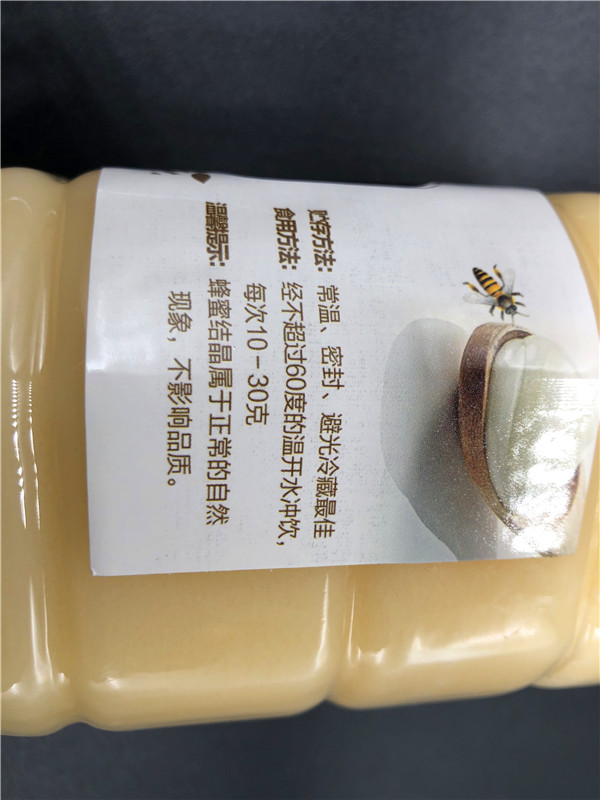 贮存方法：常温、密封、避光冷藏最佳
食用方法：经不超过60度的温开水冲饮，
每次10-30克
温馨提示：蜂蜜结晶属于正常的自然
现象，不影响品质。